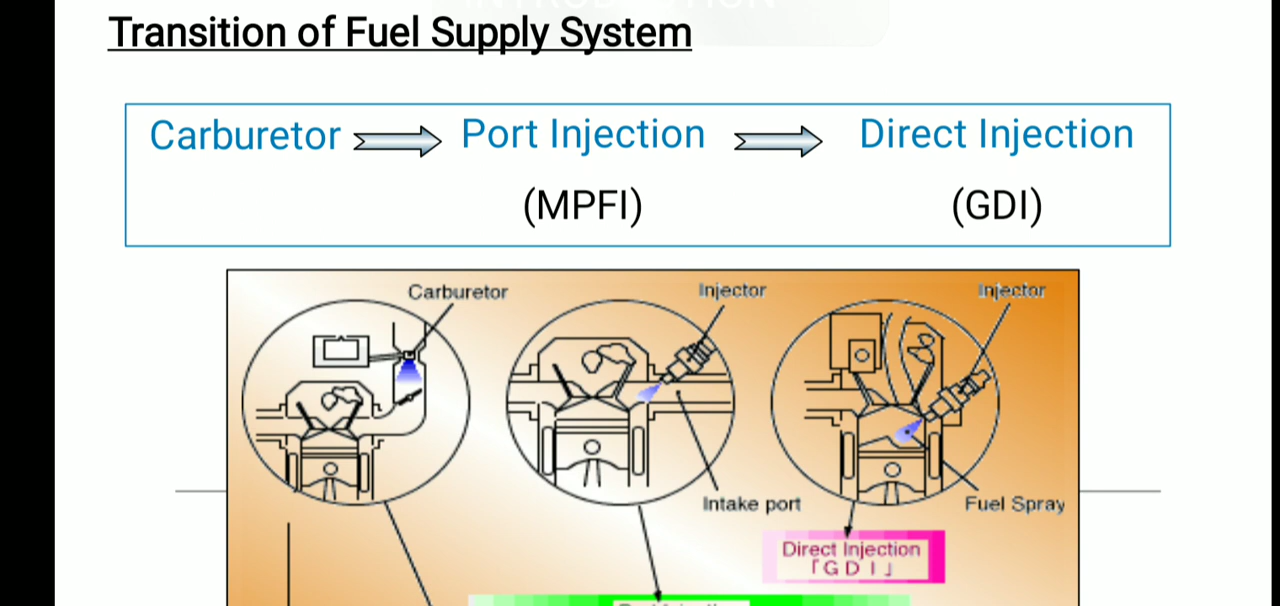 Transition of Fuel Supply System
Carburetor Port Injection Direct Injection
(MPFI) (GDI)
Carburetor Injector Injector
Intake port Fuel Spray
Direct Injection
「G D I」